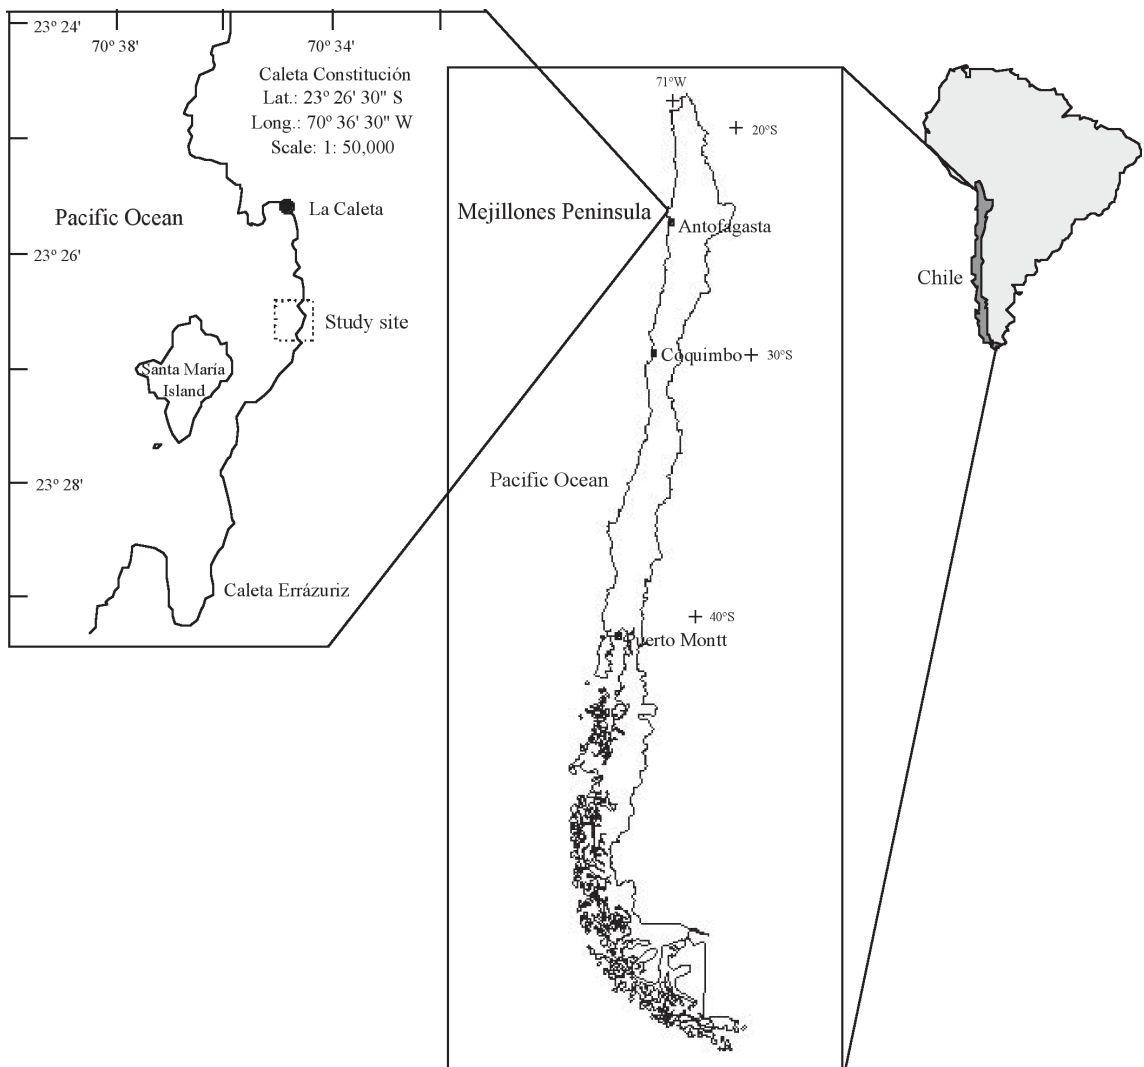 23º 24'
70º 38'
70º 34'
Caleta Constitución
Lat.: 23º 26' 30" S
Long.: 70º 36' 30" W
Scale: 1: 50,000
La Caleta
Pacific Ocean
23º 26'
Study site
Santa María
Island
23º 28'
Caleta Errázuriz
71ºW
20ºS
Mejillones Peninsula
Antofagasta
Coquimbo
30ºS
Pacific Ocean
40ºS
Puerto Montt
Chile